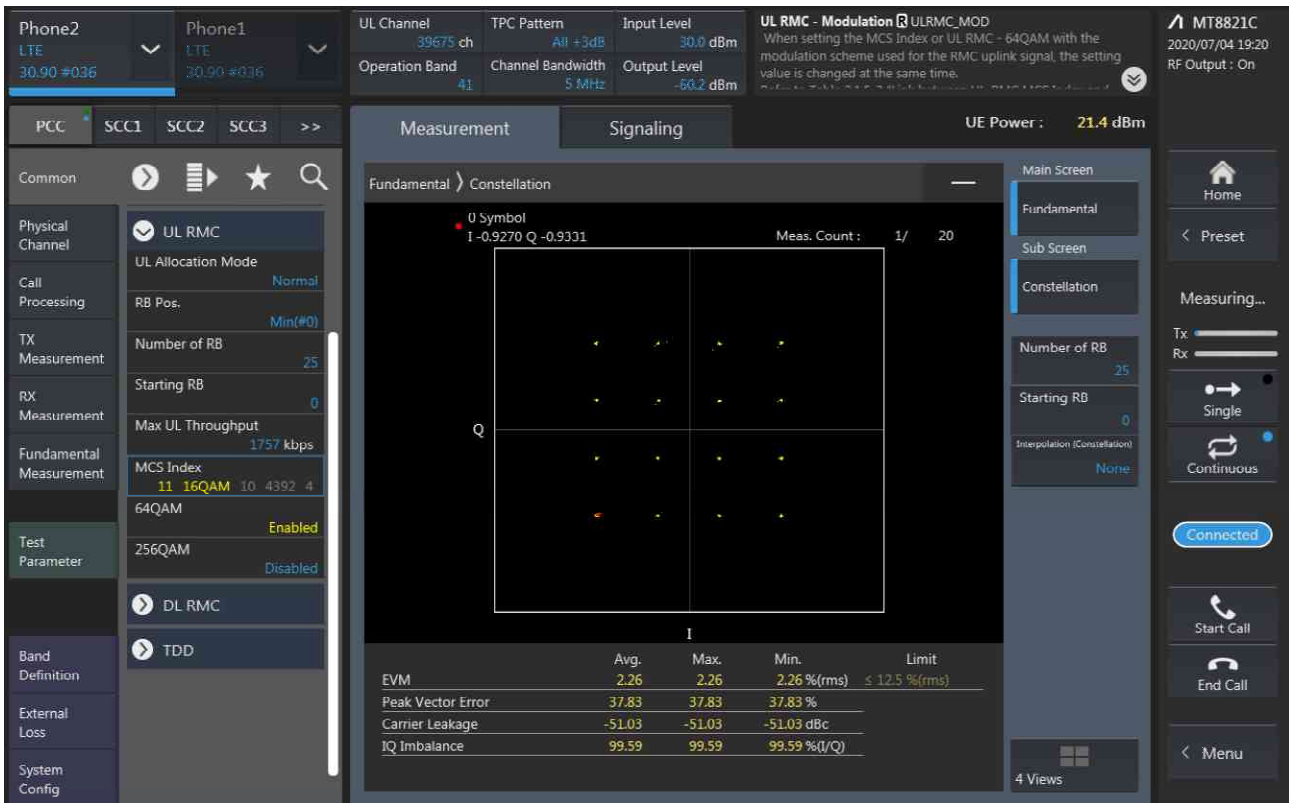 Phone2
LTE
30.90 #036
Phone1
LTE
30.90 #036
UL Channel
39675 ch
Operation Band
41
TPC Pattern
All +3dB
Channel Bandwidth
5 MHz
Input Level
30.0 dBm
Output Level
-60.2 dBm
UL RMC - Modulation R ULRMC_MOD
When setting the MCS Index or UL RMC - 64QAM with the
modulation scheme used for the RMC uplink signal, the setting
value is changed at the same time.
MT8821C
2020/07/04 19:20
RF Output : On
PCC SCC1 SCC2 SCC3 >>
Measurement
Signaling
UE Power : 21.4 dBm
Common
Physical
Channel
Call
Processing
TX
Measurement
RX
Measurement
Fundamental
Measurement
Test
Parameter
Band
Definition
External
Loss
System
Config
UL RMC
UL Allocation Mode
Normal
RB Pos.
Min(#0)
Number of RB
25
Starting RB
0
Max UL Throughput
1757 kbps
MCS Index
11 16QAM 10 4392 4
64QAM
Enabled
256QAM
Disabled
DL RMC
TDD
Fundamental ⟩ Constellation
0 Symbol
I -0.9270 Q -0.9331
Meas. Count : 1/ 20
Q
I
Avg. Max. Min. Limit
EVM 2.26 2.26 2.26 %(rms) ≤ 12.5 %(rms)
Peak Vector Error 37.83 37.83 37.83 %
Carrier Leakage -51.03 -51.03 -51.03 dBc
IQ Imbalance 99.59 99.59 99.59 %(I/Q)
Main Screen
Fundamental
Sub Screen
Constellation
Number of RB
25
Starting RB
0
Interpolation (Constellation)
None
4 Views
Home
< Preset
Measuring...
Tx
Rx
Single
Continuous
Connected
Start Call
End Call
< Menu